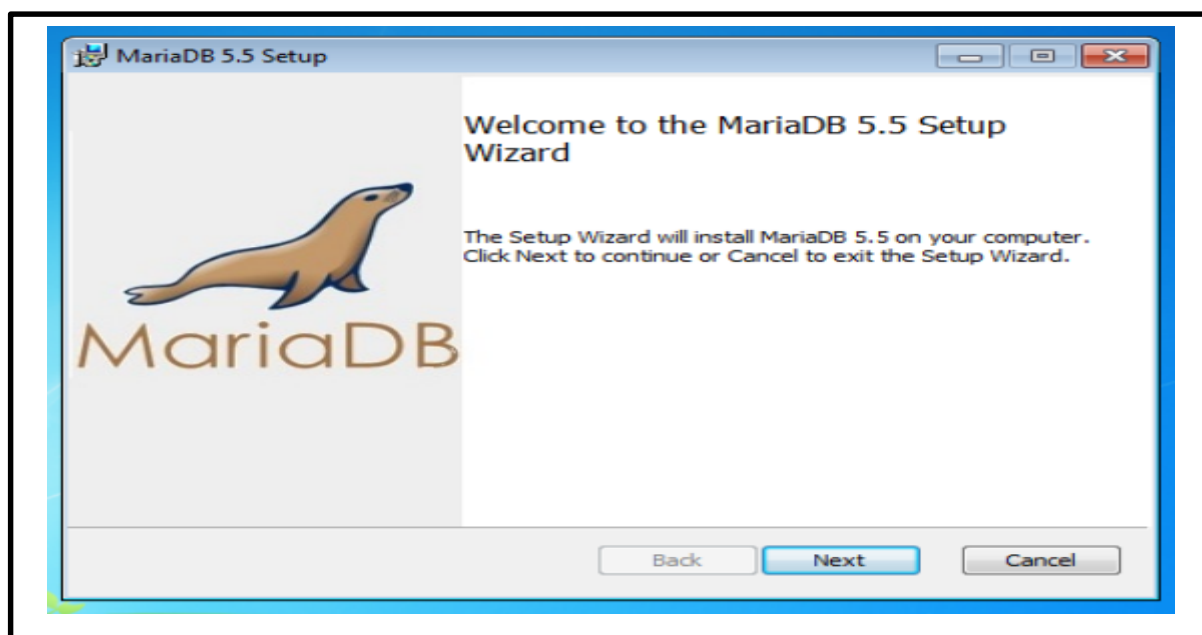 MariaDB 5.5 Setup
Welcome to the MariaDB 5.5 Setup
Wizard
The Setup Wizard will install MariaDB 5.5 on your computer.
Click Next to continue or Cancel to exit the Setup Wizard.
MariaDB
Back Next Cancel